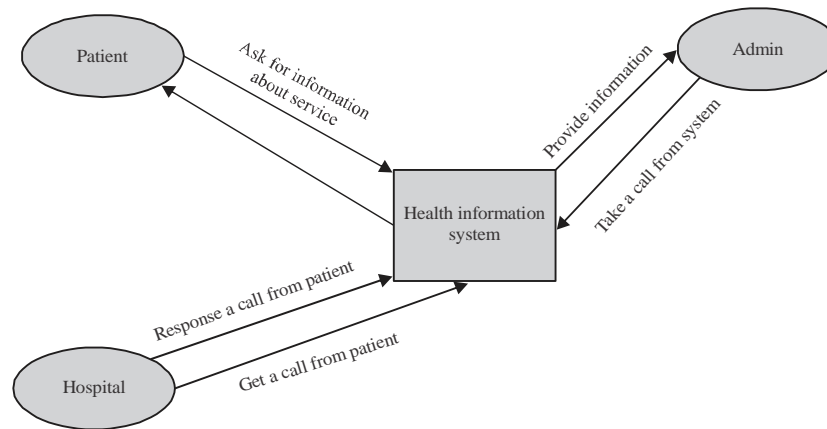 Patient
Ask for information
about service
Provide information
Admin
Take a call from system
Health information
system
Response a call from patient
Get a call from patient
Hospital